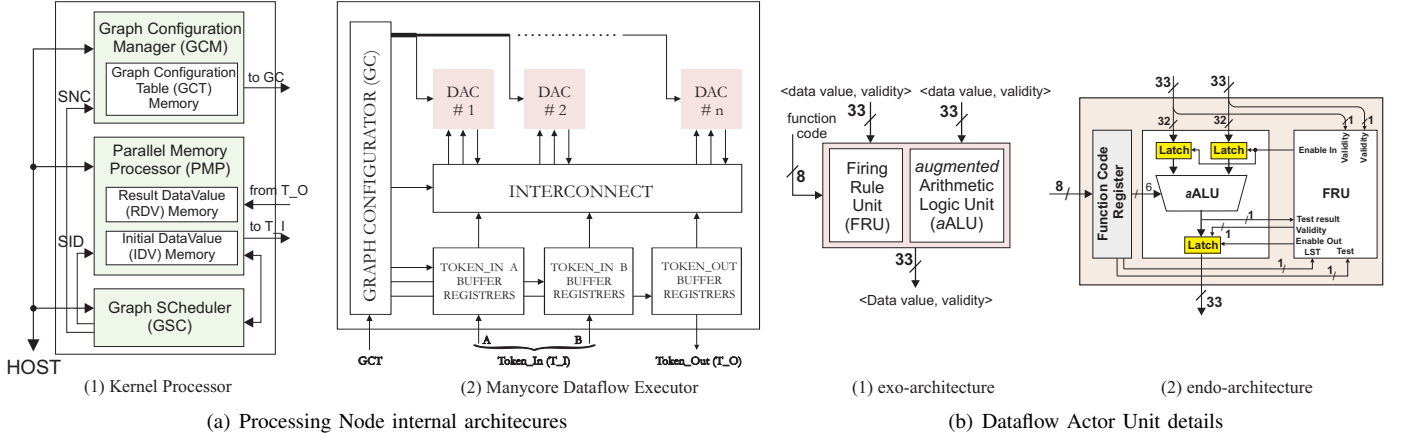 Graph Configuration
Manager (GCM)
Graph Configuration
Table (GCT)
Memory
to GC
SNC
Parallel Memory
Processor (PMP)
Result DataValue
(RDV) Memory
from T_O
to T_I
Initial DataValue
(IDV) Memory
SID
Graph SCheduler
(GSC)
HOST
(1) Kernel Processor
GRAPH CONFIGURATOR (GC)
DAC
# 1
DAC
# 2
DAC
# n
INTERCONNECT
TOKEN_IN A
BUFFER
REGISTRERS
TOKEN_IN B
BUFFER
REGISTRERS
TOKEN_OUT
BUFFER
REGISTRERS
A
B
GCT
Token_In (T_I)
Token_Out (T_O)
(2) Manycore Dataflow Executor
(a) Processing Node internal architecures
<data value, validity>
<data value, validity>
function
code
33
33
8
Firing
Rule
Unit
(FRU)
augmented
Arithmetic
Logic Unit
(aALU)
33
<Data value, validity>
(1) exo-architecture
33
33
32
32
1
1
Latch
Latch
Enable In
Validity
Validity
8
Function Code
Register
6
aALU
FRU
1
Test result
Validity
1
Enable Out
Latch
LST
Test
1
1
33
(2) endo-architecture
(b) Dataflow Actor Unit details